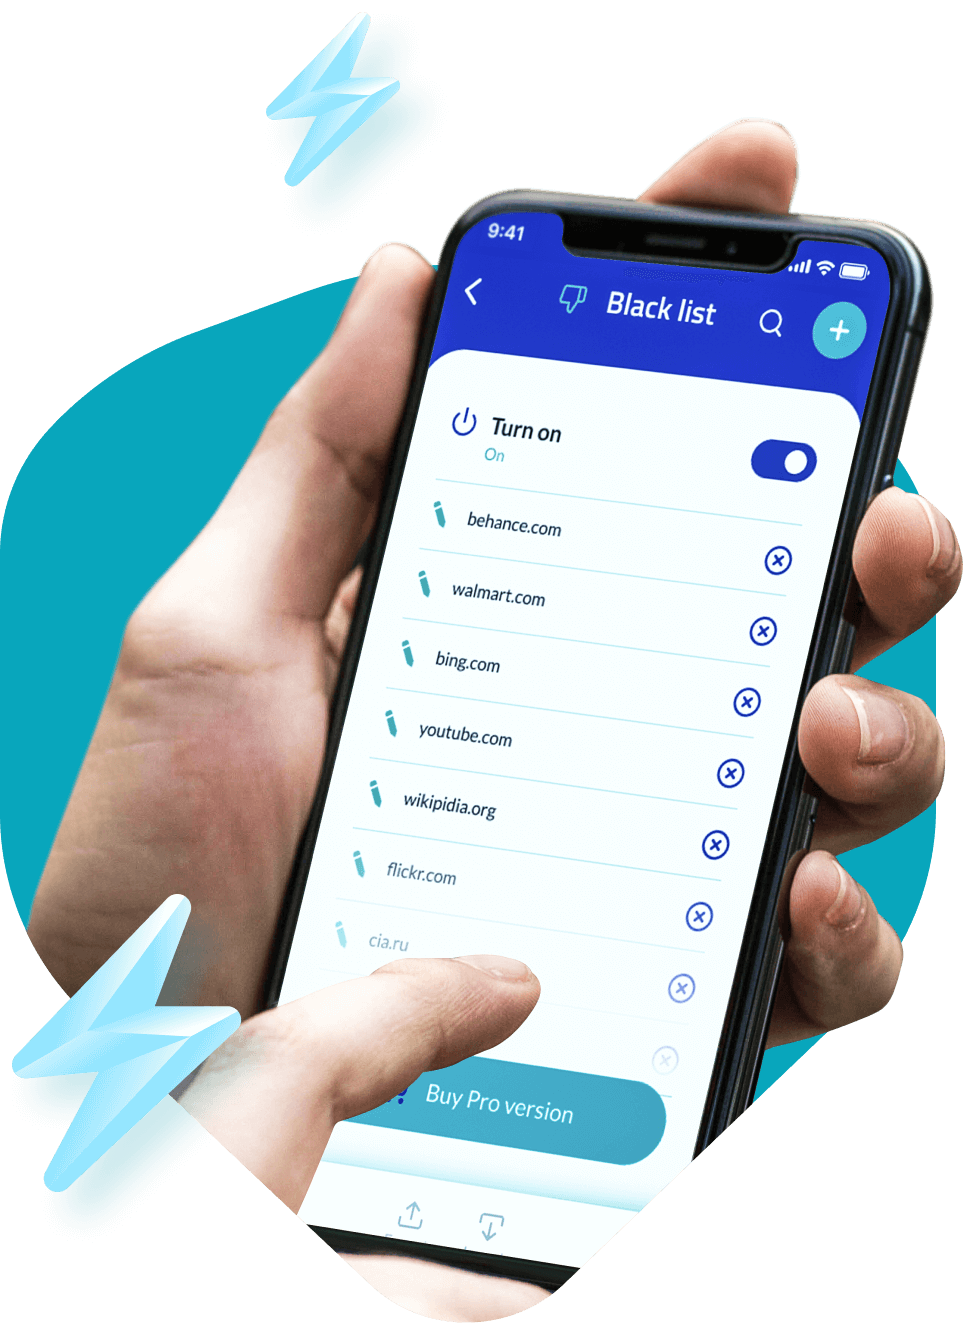 9:41
Black list
Turn on
On
behance.com
walmart.com
bing.com
youtube.com
wikipidia.org
flickr.com
cia.ru
Buy Pro version